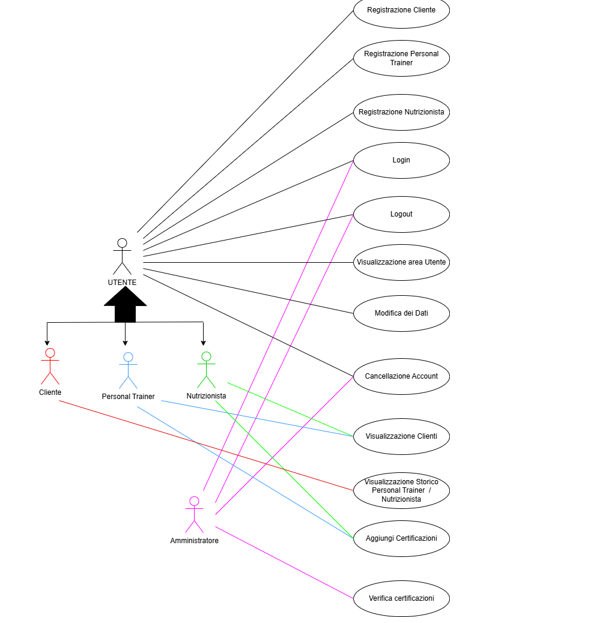 Registrazione Cliente
Registrazione Personal
Trainer
Registrazione Nutrizionista
Login
Logout
Visualizzazione area Utente
UTENTE
Modifica dei Dati
Cancellazione Account
Cliente
Personal Trainer
Nutrizionista
Visualizzazione Clienti
Visualizzazione Storico
Personal Trainer /
Nutrizionista
Aggiungi Certificazioni
Amministratore
Verifica certificazioni